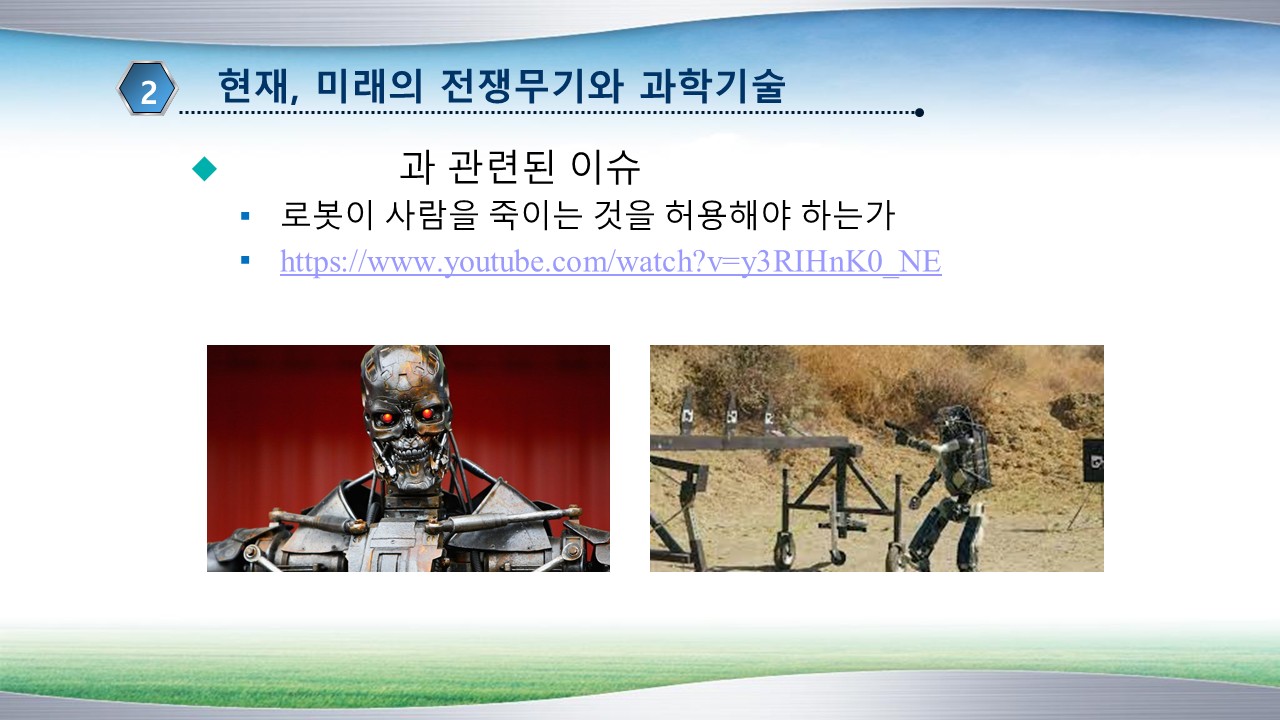 2
현재, 미래의 전쟁무기와 과학기술
과 관련된 이슈
로봇이 사람을 죽이는 것을 허용해야 하는가
https://www.youtube.com/watch?v=y3RIHnK0_NE